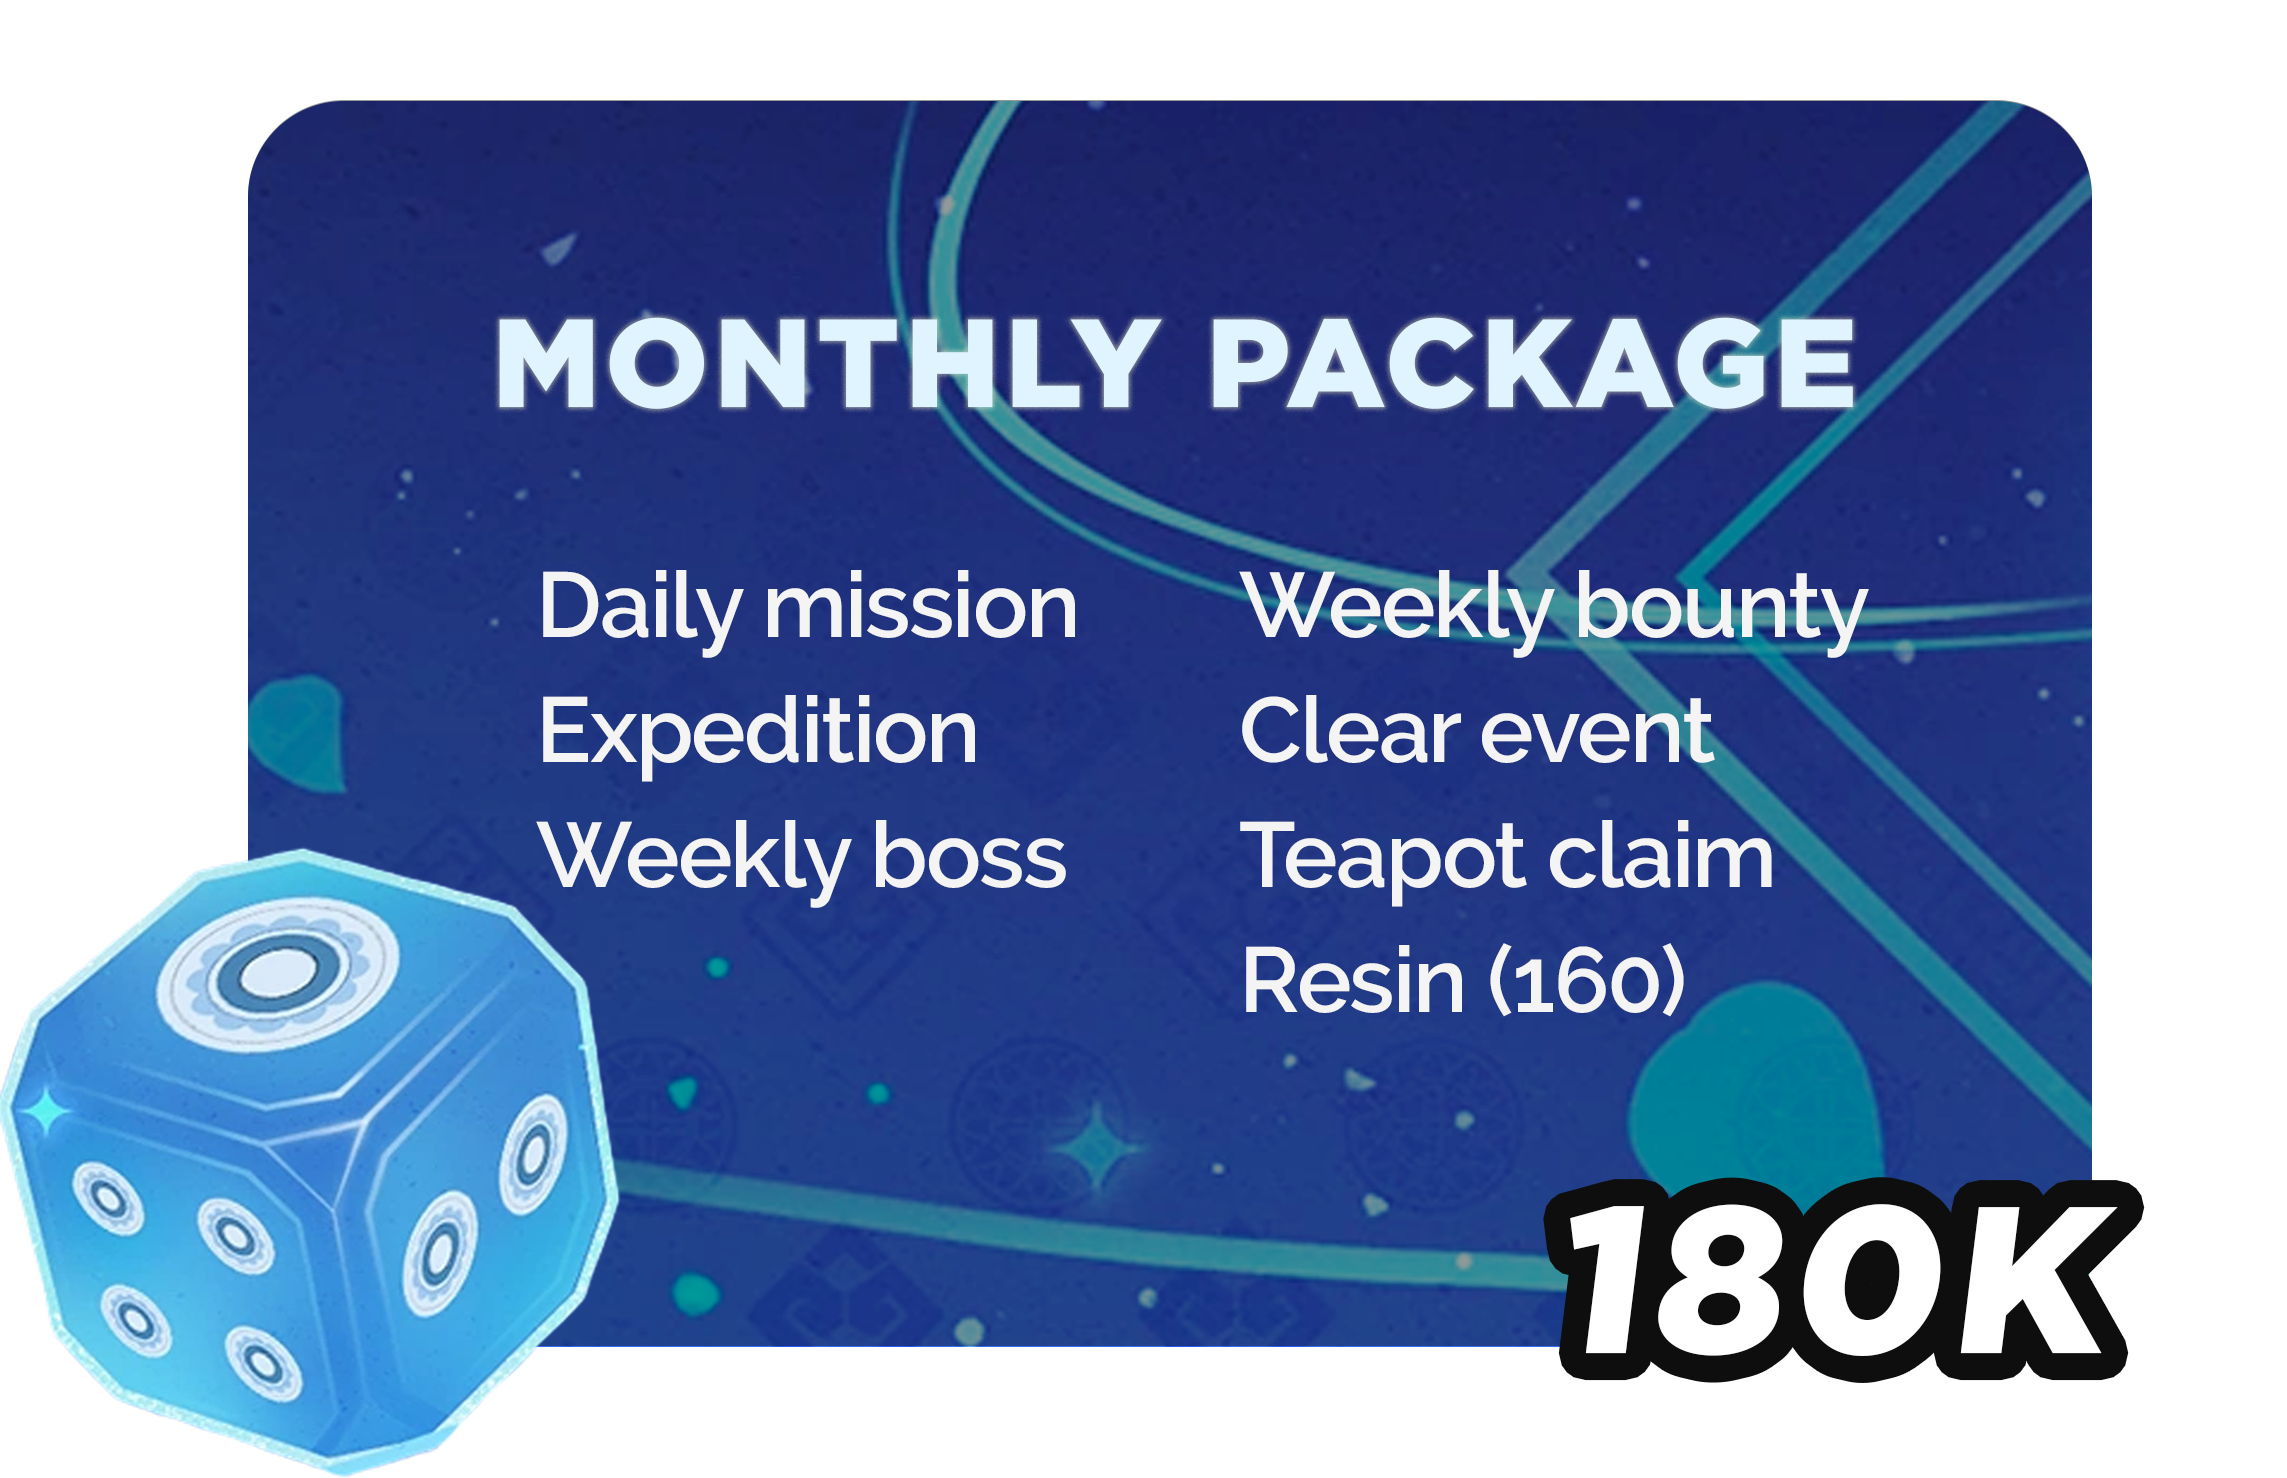 MONTHLY PACKAGE
Daily mission
Expedition
Weekly boss
Weekly bounty
Clear event
Teapot claim
Resin (160)
180K